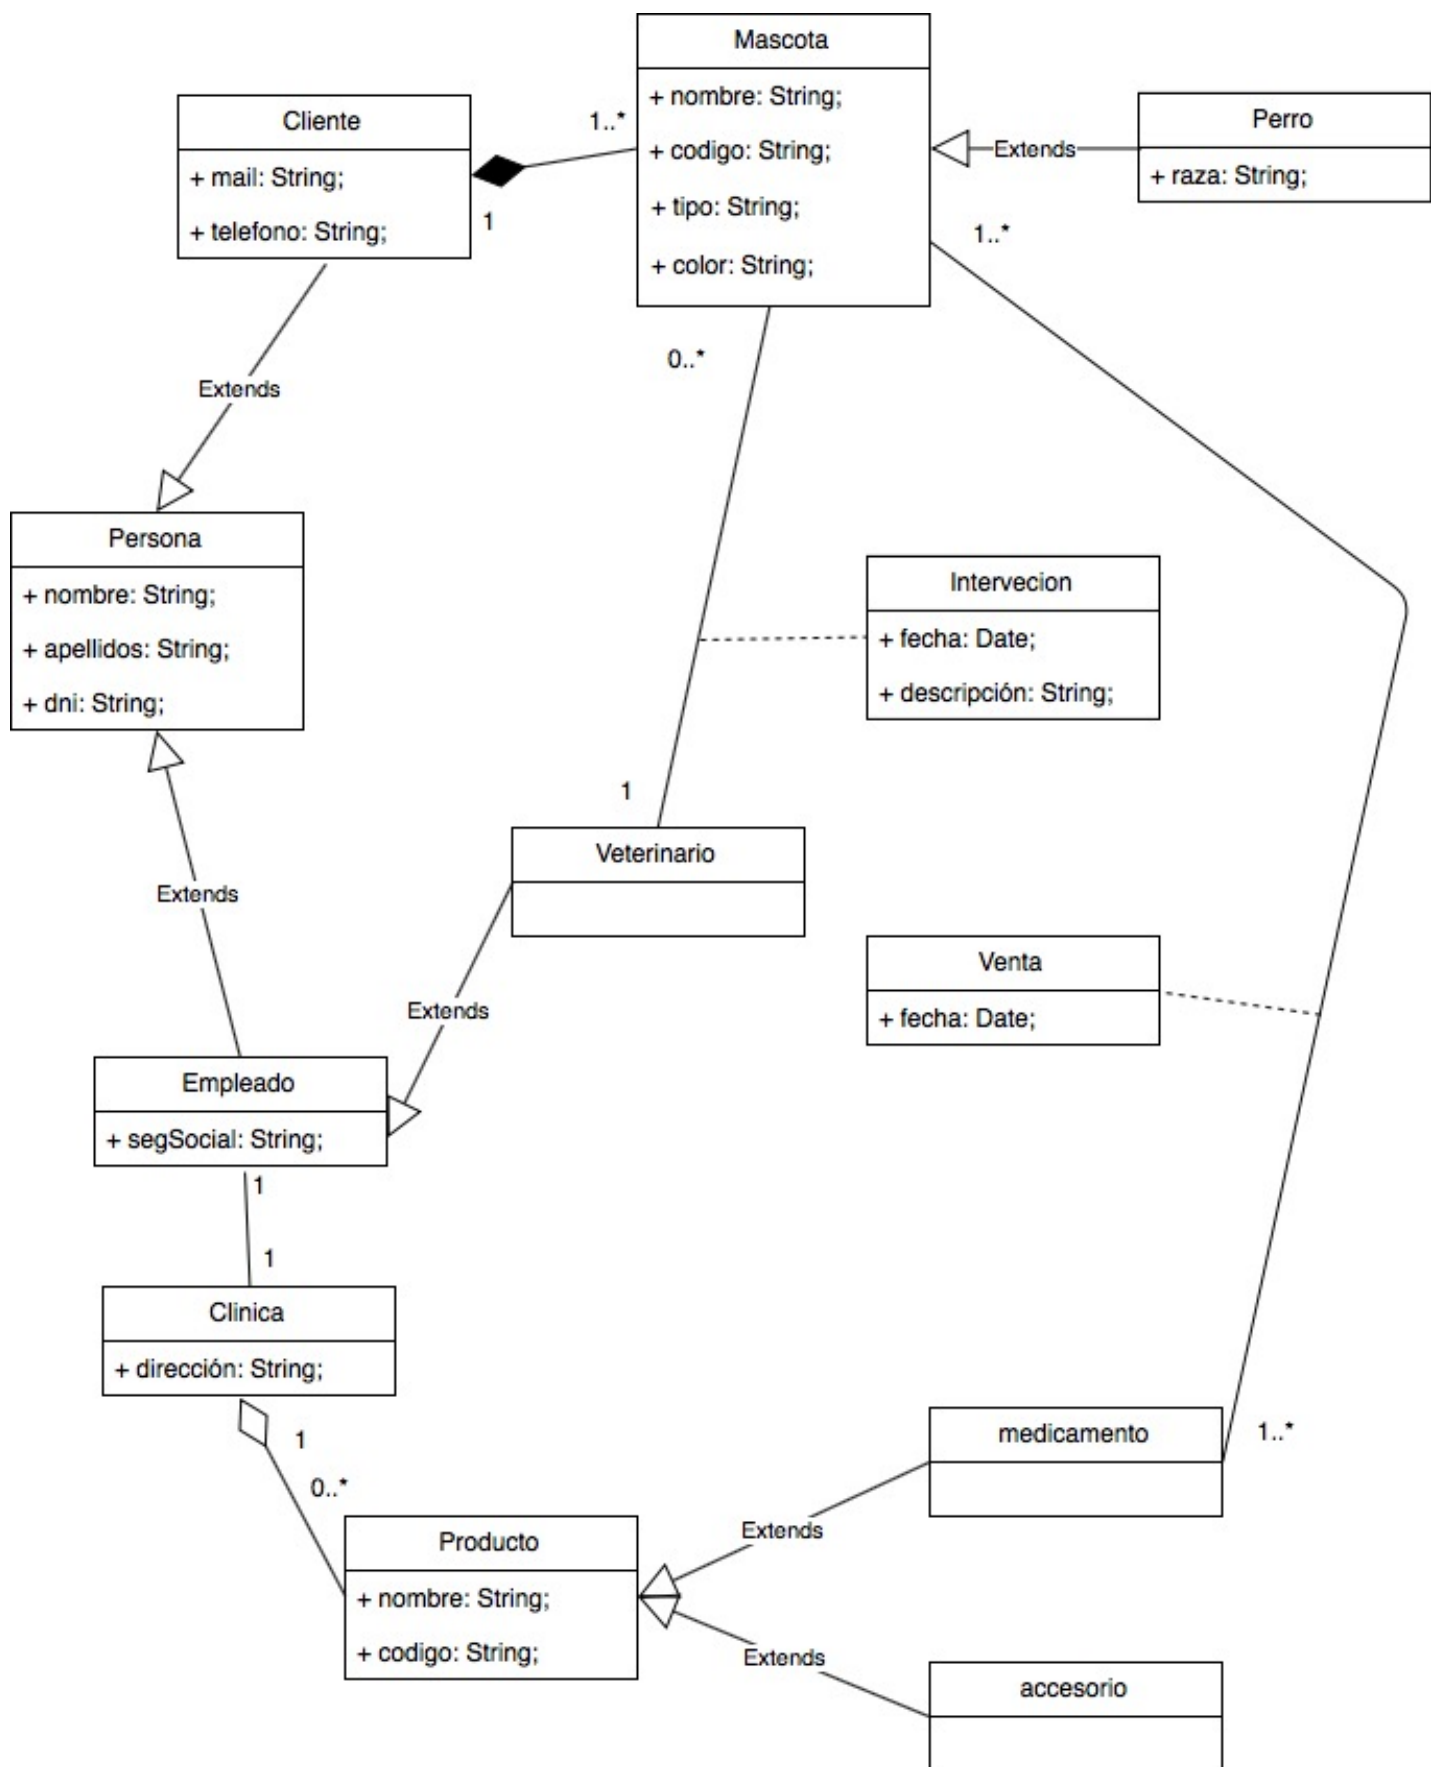 Mascota
+ nombre: String;
+ codigo: String;
+ tipo: String;
+ color: String;
Cliente
+ mail: String;
+ telefono: String;
1..*
1
Perro
+ raza: String;
Extends
1..*
0..*
Extends
Persona
+ nombre: String;
+ apellidos: String;
+ dni: String;
Intervecion
+ fecha: Date;
+ descripción: String;
1
Veterinario
Extends
Extends
Venta
+ fecha: Date;
Empleado
+ segSocial: String;
1
1
Clinica
+ dirección: String;
1
0..*
medicamento
1..*
Producto
+ nombre: String;
+ codigo: String;
Extends
Extends
accesorio